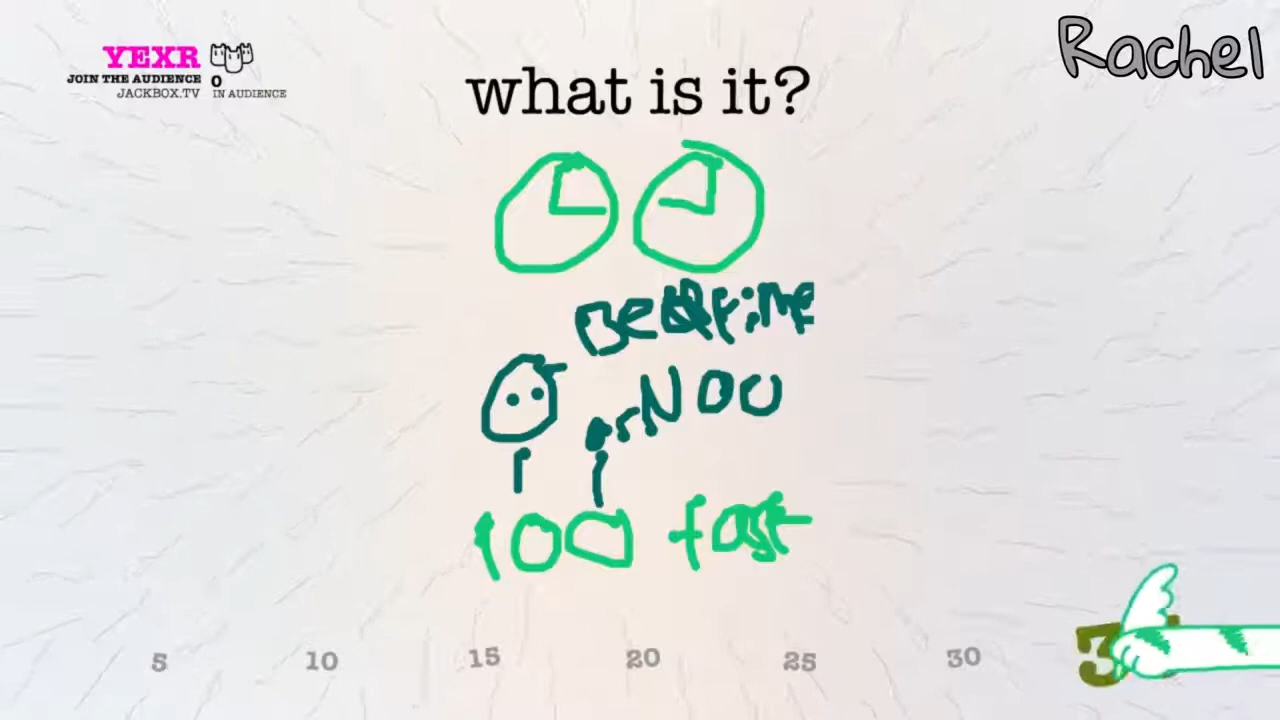 YEXR
JOIN THE AUDIENCE
JACKBOX.TV
0
IN AUDIENCE
Rachel
what is it?
Bedtime
or NOO
100 fast
5 10 15 20 25 30